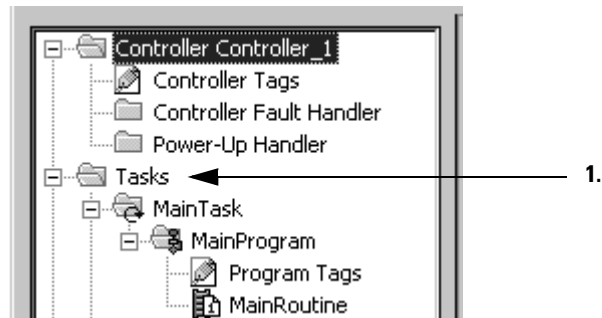 Controller Controller_1
Controller Tags
Controller Fault Handler
Power-Up Handler
Tasks
1.
MainTask
MainProgram
Program Tags
MainRoutine